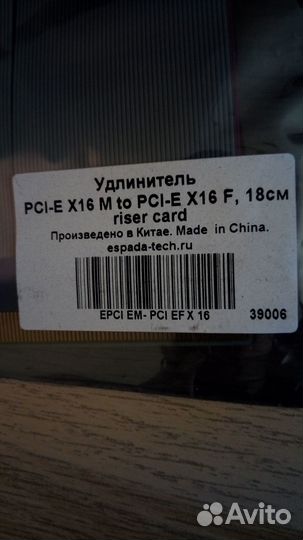 Удлинитель
PCI-E X16 M to PCI-E X16 F, 18см
riser card
Произведено в Китае. Made in China.
espada-tech.ru
EPCI EM- PCI EF X 16 39006
Avito